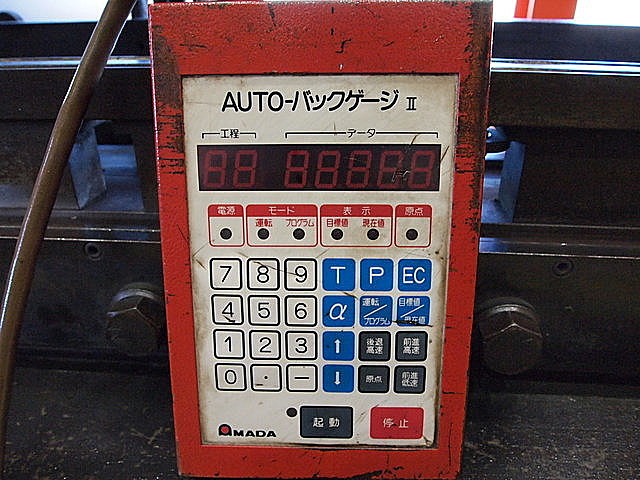 AUTO-バックゲージ II
工程 データ
電源 モード 表示 原点
運転 プログラム 目標値 現在値
7 8 9 T P EC
4 5 6 α 運転/プログラム 目標値/現在値
1 2 3 ↑ 後退高速 前進高速
0 . − ↓ 原点 前進低速
起動 停止
AMADA